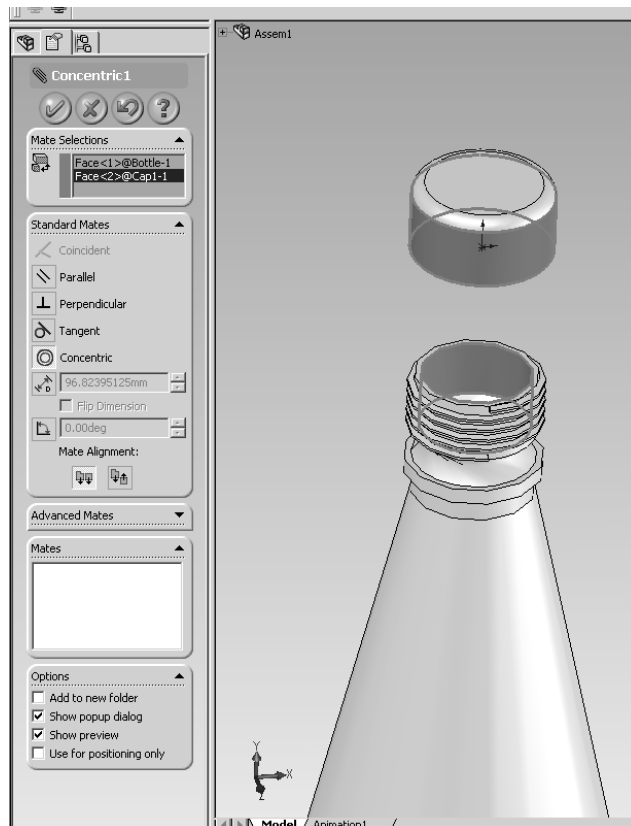 Assem1
Concentric1
?
Mate Selections
Face<1>@Bottle-1
Face<2>@Cap1-1
Standard Mates
Coincident
Parallel
Perpendicular
Tangent
Concentric
D
96.82395125mm
Flip Dimension
0.00deg
Mate Alignment:
Advanced Mates
Mates
Options
Add to new folder
Show popup dialog
Show preview
Use for positioning only
Y
X
Z
Model
Animation1